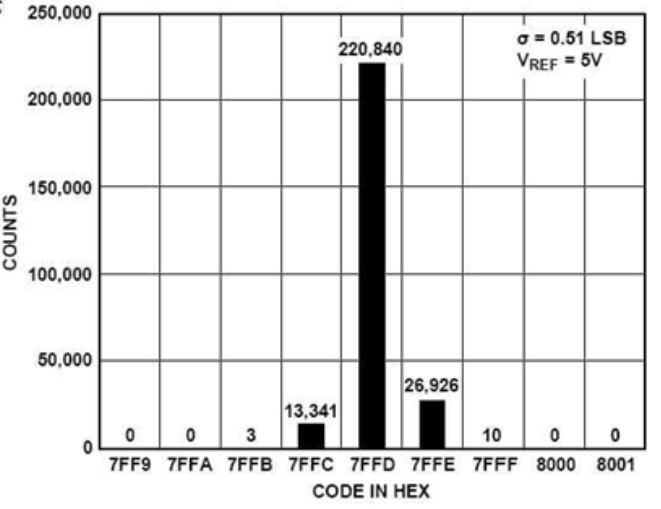 250,000
200,000
150,000
100,000
50,000
0
COUNTS
σ = 0.51 LSB
VREF = 5V
220,840
26,926
13,341
0 0 3 10 0 0
7FF9 7FFA 7FFB 7FFC 7FFD 7FFE 7FFF 8000 8001
CODE IN HEX